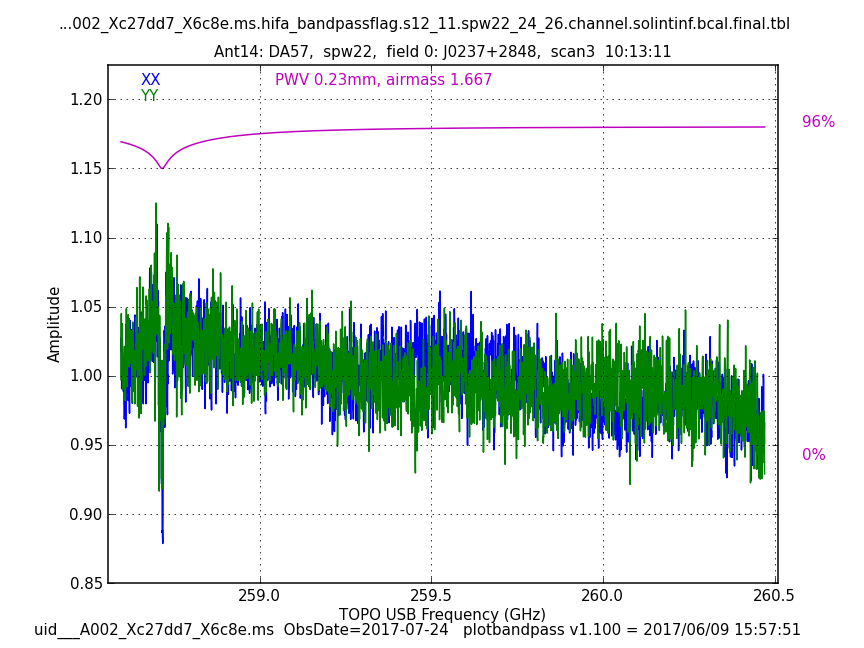 ...002_Xc27dd7_X6c8e.ms.hifa_bandpassflag.s12_11.spw22_24_26.channel.solintinf.bcal.final.tbl
Ant14: DA57, spw22, field 0: J0237+2848, scan3 10:13:11
XX PWV 0.23mm, airmass 1.667
YY
1.20
96%
1.15
1.10
1.05
Amplitude
1.00
0.95
0%
0.90
0.85
259.0 259.5 260.0 260.5
TOPO USB Frequency (GHz)
uid___A002_Xc27dd7_X6c8e.ms ObsDate=2017-07-24 plotbandpass v1.100 = 2017/06/09 15:57:51